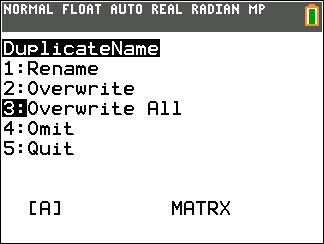 NORMAL FLOAT AUTO REAL RADIAN MP
DuplicateName
1:Rename
2:Overwrite
3:Overwrite All
4:Omit
5:Quit
[A] MATRX